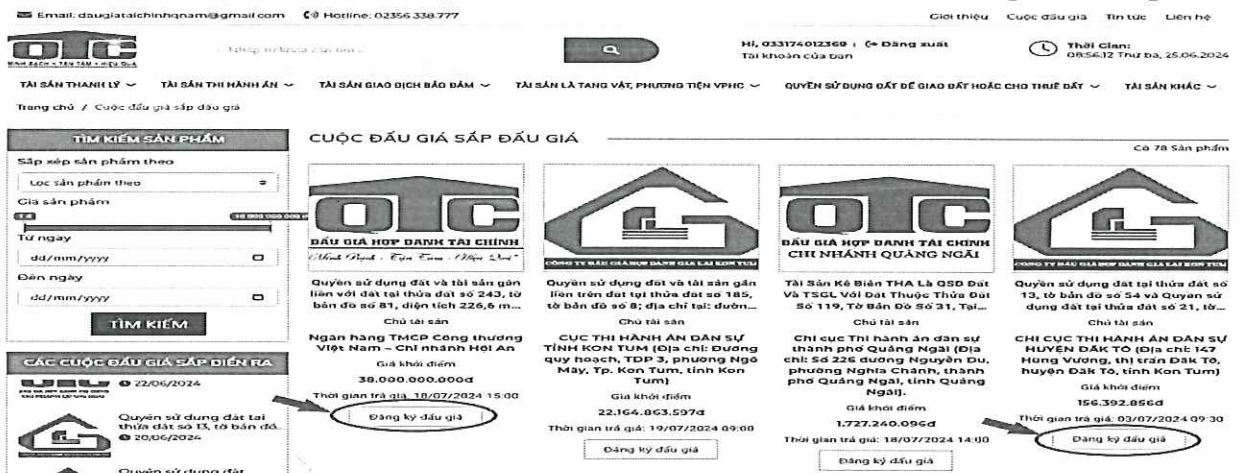 Email: daugiataichinhqnam@gmail.com Hotline: 02356.338.777
Giới thiệu Cuộc đấu giá Tin tức Liên hệ
QTC
MINH BẠCH • TẬN TÂM • HIỆU QUẢ
Hi, 033174012369 | Đăng xuất
Tài khoản của bạn
Thời Gian:
08:56:12 Thứ ba, 25.06.2024
TÀI SẢN THANH LÝ TÀI SẢN THI HÀNH ÁN TÀI SẢN GIAO DỊCH BẢO ĐẢM TÀI SẢN LÀ TANG VẬT, PHƯƠNG TIỆN VPHC QUYỀN SỬ DỤNG ĐẤT ĐỂ GIAO ĐẤT HOẶC CHO THUÊ ĐẤT TÀI SẢN KHÁC
Trang chủ / Cuộc đấu giá sắp đấu giá
TÌM KIẾM SẢN PHẨM
Sắp xếp sản phẩm theo
Lọc sản phẩm theo
Giá sản phẩm
Từ ngày
dd/mm/yyyy
Đến ngày
dd/mm/yyyy
TÌM KIẾM
CÁC CUỘC ĐẤU GIÁ SẮP DIỄN RA
22/06/2024
Quyền sử dụng đất tại
thửa đất số 13, tờ bản đồ...
20/06/2024
Quyền sử dụng đất
CUỘC ĐẤU GIÁ SẮP ĐẤU GIÁ
Có 78 Sản phẩm
QTC
ĐẤU GIÁ HỢP DANH TÀI CHÍNH
Minh Bạch - Tận Tâm - Hiệu Quả
Quyền sử dụng đất và tài sản gắn
liền với đất tại thửa đất số 243, tờ
bản đồ số 81, diện tích 226,6 m...
Chủ tài sản
Ngân hàng TMCP Công thương
Việt Nam – Chi nhánh Hội An
Giá khởi điểm
38.000.000.000đ
Thời gian trả giá: 18/07/2024 15:00
Đăng ký đấu giá
CÔNG TY ĐẤU GIÁ HỢP DANH GIA LAI KON TUM
Quyền sử dụng đất và tài sản gắn
liền trên đất tại thửa đất số 185,
tờ bản đồ số 8; địa chỉ tại: đườn...
Chủ tài sản
CỤC THI HÀNH ÁN DÂN SỰ
TỈNH KON TUM (Địa chỉ: Đường
quy hoạch, TDP 3, phường Ngô
Mây, Tp. Kon Tum, tỉnh Kon
Tum)
Giá khởi điểm
22.164.863.597đ
Thời gian trả giá: 19/07/2024 09:00
Đăng ký đấu giá
QTC
ĐẤU GIÁ HỢP DANH TÀI CHÍNH
CHI NHÁNH QUẢNG NGÃI
Tài Sản Kê Biên THA Là QSD Đất
Và TSGL Với Đất Thuộc Thửa Đất
Số 119, Tờ Bản Đồ Số 31, Tại...
Chủ tài sản
Chi cục Thi hành án dân sự
thành phố Quảng Ngãi (Địa
chỉ: Số 226 đường Nguyễn Du,
phường Nghĩa Chánh, thành
phố Quảng Ngãi, tỉnh Quảng
Ngãi).
Giá khởi điểm
1.727.240.096đ
Thời gian trả giá: 18/07/2024 14:00
Đăng ký đấu giá
CÔNG TY ĐẤU GIÁ HỢP DANH GIA LAI KON TUM
Quyền sử dụng đất tại thửa đất số
13, tờ bản đồ số 54 và Quyền sử
dụng đất tại thửa đất số 21, tờ...
Chủ tài sản
CHI CỤC THI HÀNH ÁN DÂN SỰ
HUYỆN ĐĂK TÔ (Địa chỉ: 147
Hùng Vương, thị trấn Đăk Tô,
huyện Đăk Tô, tỉnh Kon Tum)
Giá khởi điểm
156.392.856đ
Thời gian trả giá: 03/07/2024 09:30
Đăng ký đấu giá